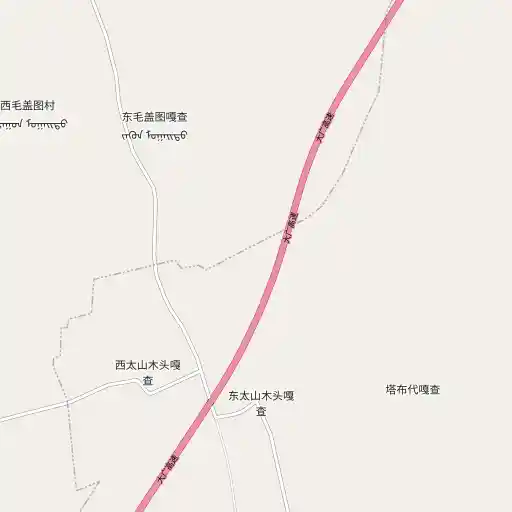 大广高速
西毛盖图村
东毛盖图嘎查
大广高速
西太山木头嘎
查
东太山木头嘎
查
塔布代嘎查
大广高速